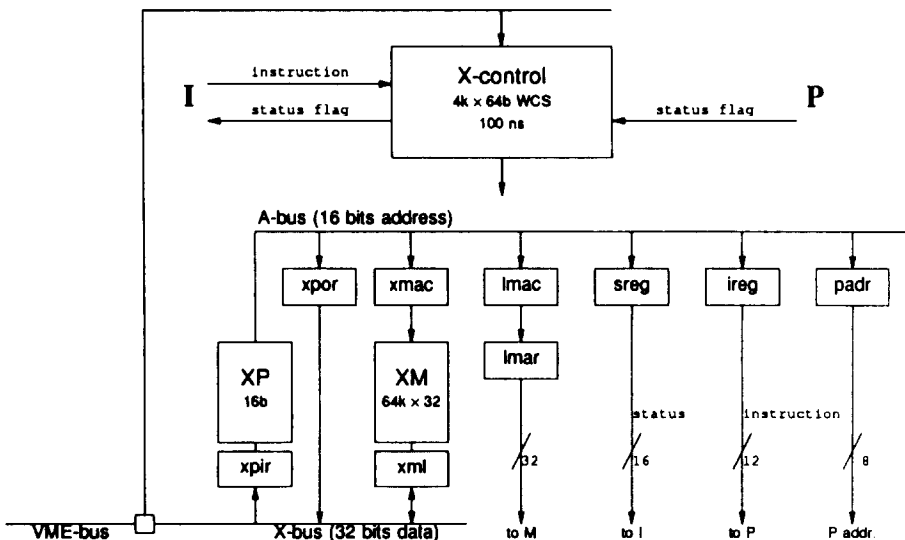 X-control
4k × 64b WCS
100 ns
I
instruction
status flag
P
status flag
A-bus (16 bits address)
xpor
xmac
lmac
sreg
ireg
padr
lmar
XP
16b
XM
64k × 32
status
instruction
xpir
xml
32
16
12
8
VME-bus
X-bus (32 bits data)
to M
to I
to P
P addr.